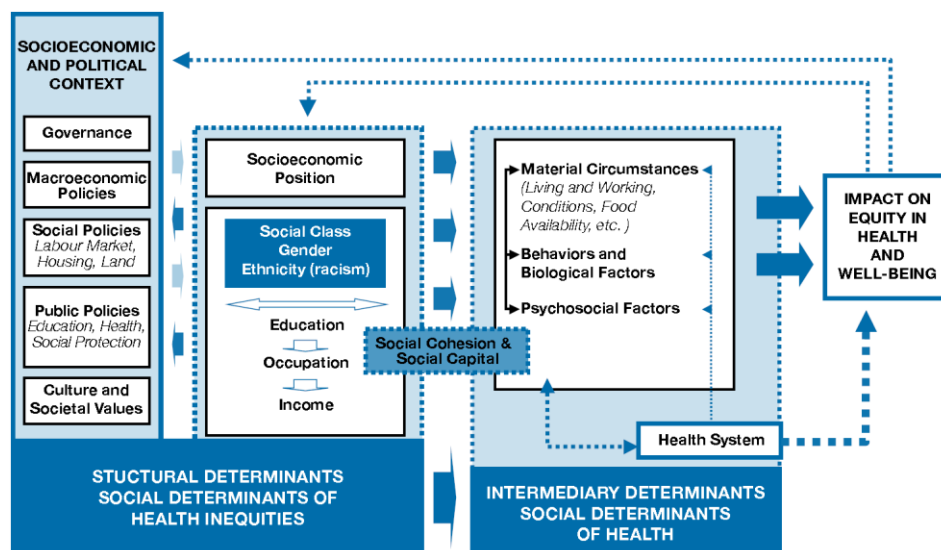 SOCIOECONOMIC
AND POLITICAL
CONTEXT
Governance
Macroeconomic
Policies
Social Policies
Labour Market,
Housing, Land
Public Policies
Education, Health,
Social Protection
Culture and
Societal Values
Socioeconomic
Position
Social Class
Gender
Ethnicity (racism)
Education
Occupation
Income
Social Cohesion &
Social Capital
Material Circumstances
(Living and Working,
Conditions, Food
Availability, etc. )
Behaviors and
Biological Factors
Psychosocial Factors
Health System
IMPACT ON
EQUITY IN
HEALTH
AND
WELL-BEING
STUCTURAL DETERMINANTS
SOCIAL DETERMINANTS OF
HEALTH INEQUITIES
INTERMEDIARY DETERMINANTS
SOCIAL DETERMINANTS
OF HEALTH